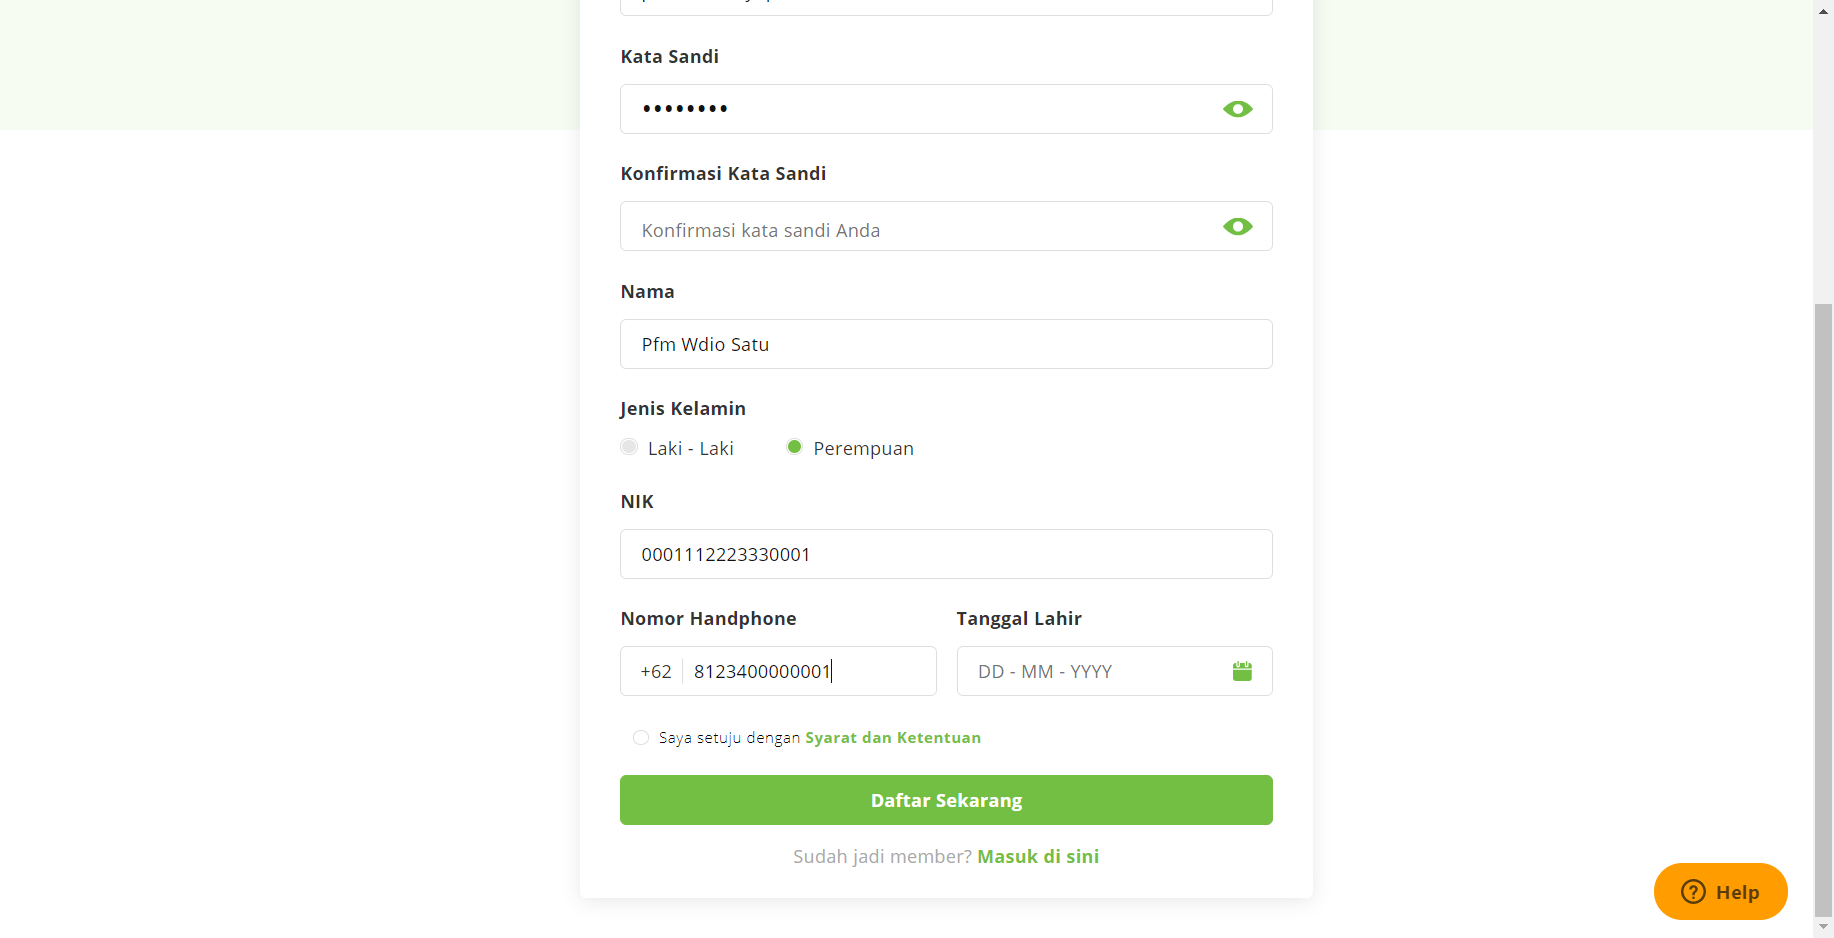 Kata Sandi
••••••••
Konfirmasi Kata Sandi
Konfirmasi kata sandi Anda
Nama
Pfm Wdio Satu
Jenis Kelamin
Laki - Laki Perempuan
NIK
0001112223330001
Nomor Handphone Tanggal Lahir
+62 8123400000001 DD - MM - YYYY
Saya setuju dengan Syarat dan Ketentuan
Daftar Sekarang
Sudah jadi member? Masuk di sini
Help